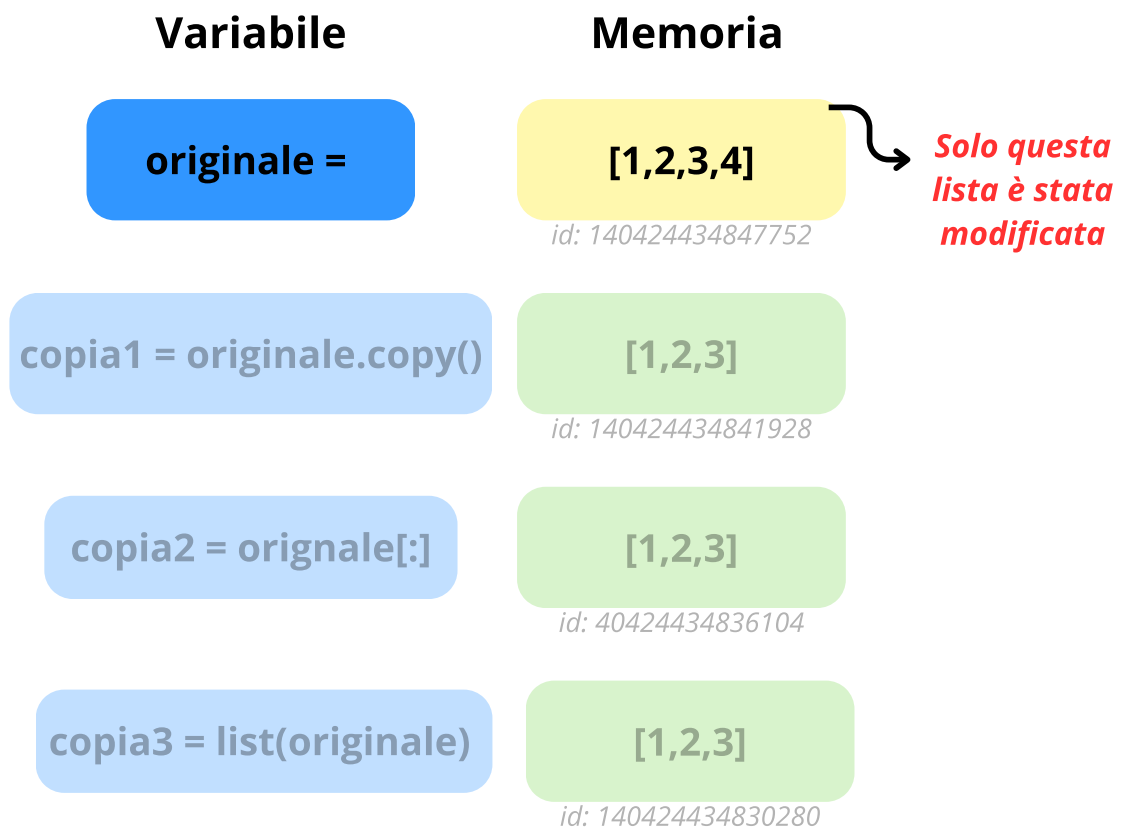 Variabile
Memoria
originale =
[1,2,3,4]
Solo questa
lista è stata
modificata
id: 140424434847752
copia1 = originale.copy()
[1,2,3]
id: 140424434841928
copia2 = orignale[:]
[1,2,3]
id: 40424434836104
copia3 = list(originale)
[1,2,3]
id: 140424434830280